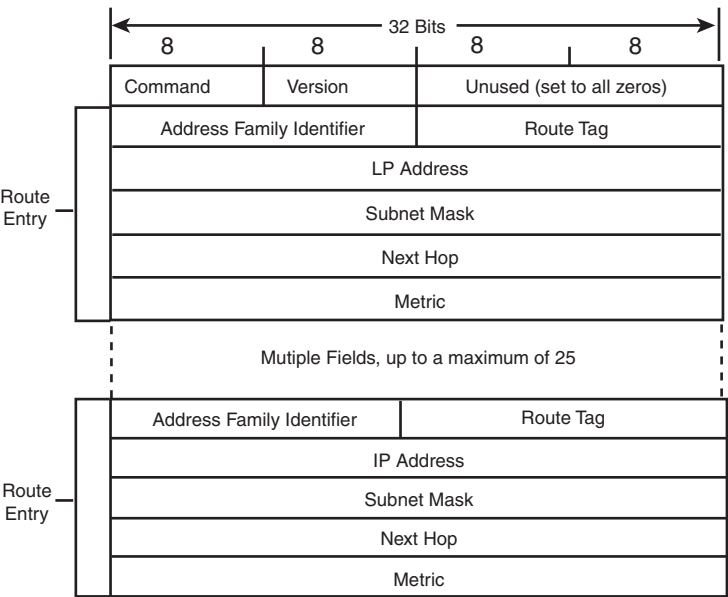 32 Bits
8 8 8 8
Command Version Unused (set to all zeros)
Address Family Identifier Route Tag
LP Address
Route
Entry
Subnet Mask
Next Hop
Metric
Mutiple Fields, up to a maximum of 25
Address Family Identifier Route Tag
IP Address
Route
Entry
Subnet Mask
Next Hop
Metric